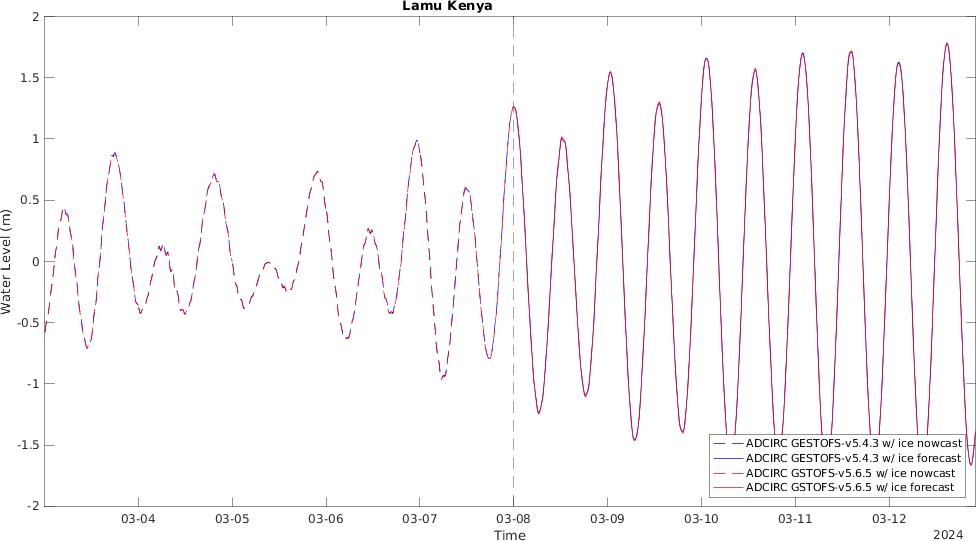 Lamu Kenya
2
1.5
1
0.5
0
-0.5
-1
-1.5
-2
Water Level (m)
ADCIRC GESTOFS-v5.4.3 w/ ice nowcast
ADCIRC GESTOFS-v5.4.3 w/ ice forecast
ADCIRC GSTOFS-v5.6.5 w/ ice nowcast
ADCIRC GSTOFS-v5.6.5 w/ ice forecast
03-04 03-05 03-06 03-07 03-08 03-09 03-10 03-11 03-12
Time
2024